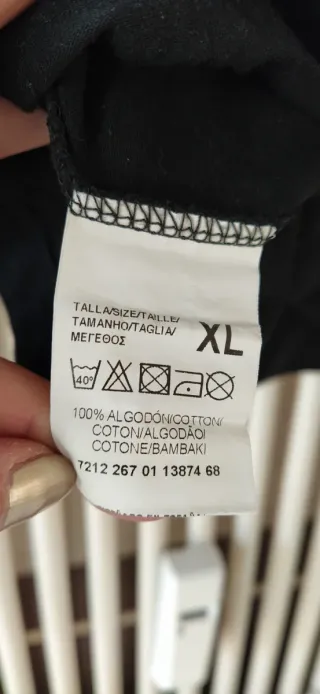 TALLA/SIZE/TAILLE/
TAMANHO/TAGLIA/
ΜΕΓΕΘΟΣ
XL
40°
100% ALGODÓN/COTTON/
COTON/ALGODÃO/
COTONE/BAMBAKI
7212 267 01 13874 68